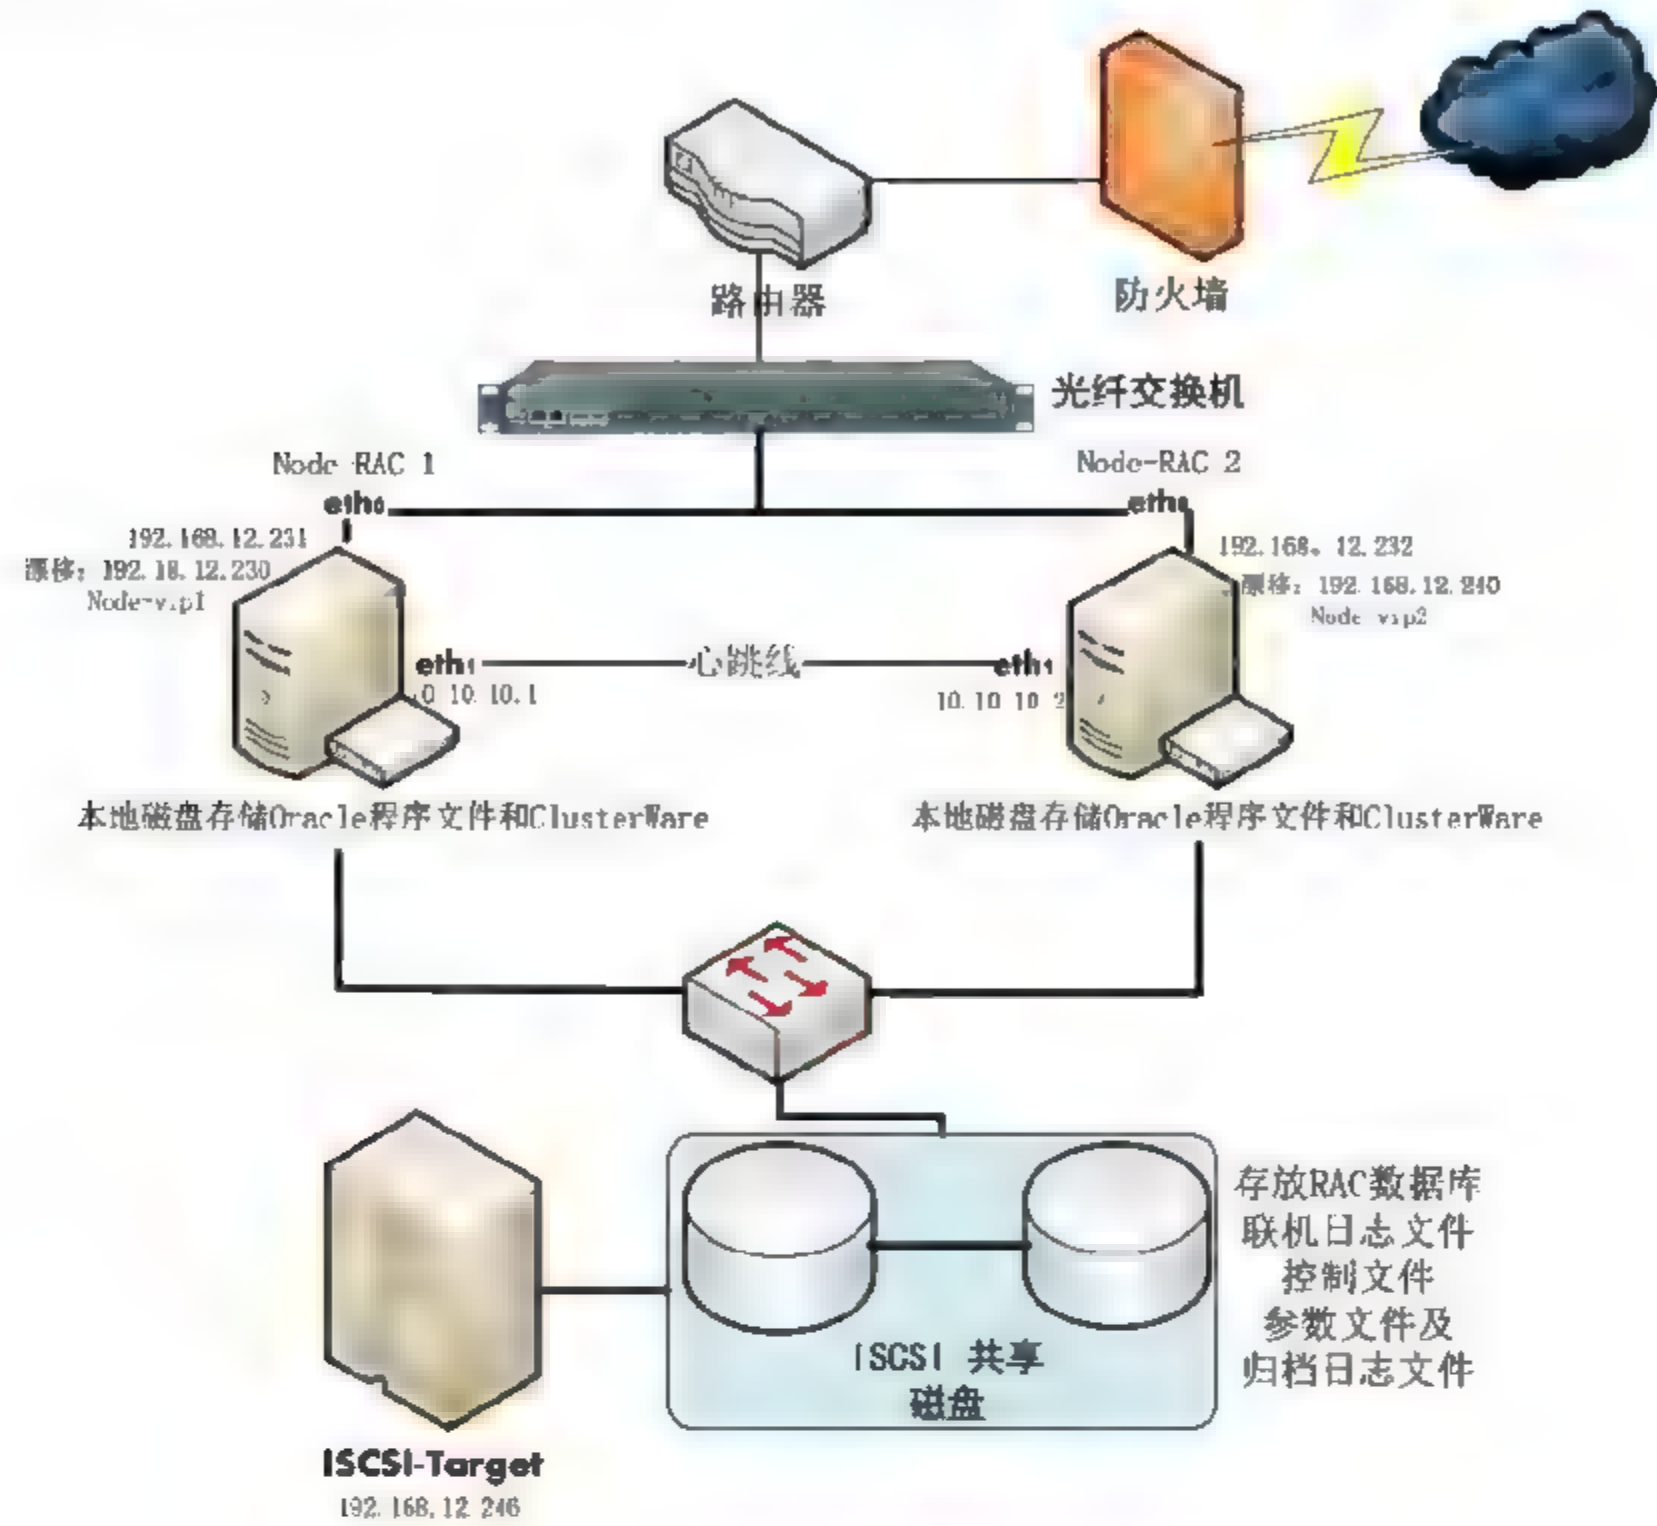 路由器
防火墙
光纤交换机
Node RAC 1
Node-RAC 2
192.168.12.231
漂移: 192.18.12.230
Node-vip1
192.168. 12.232
漂移: 192.168.12.240
Node vip2
eth1
心跳线
eth1
0 10 10.1
10.10 10 2
本地磁盘存储Oracle程序文件和ClusterWare
本地磁盘存储Oracle程序文件和ClusterWare
存放RAC数据库
联机日志文件
控制文件
参数文件及
归档日志文件
ISCSI 共享
磁盘
ISCSI-Target
192.168.12 246